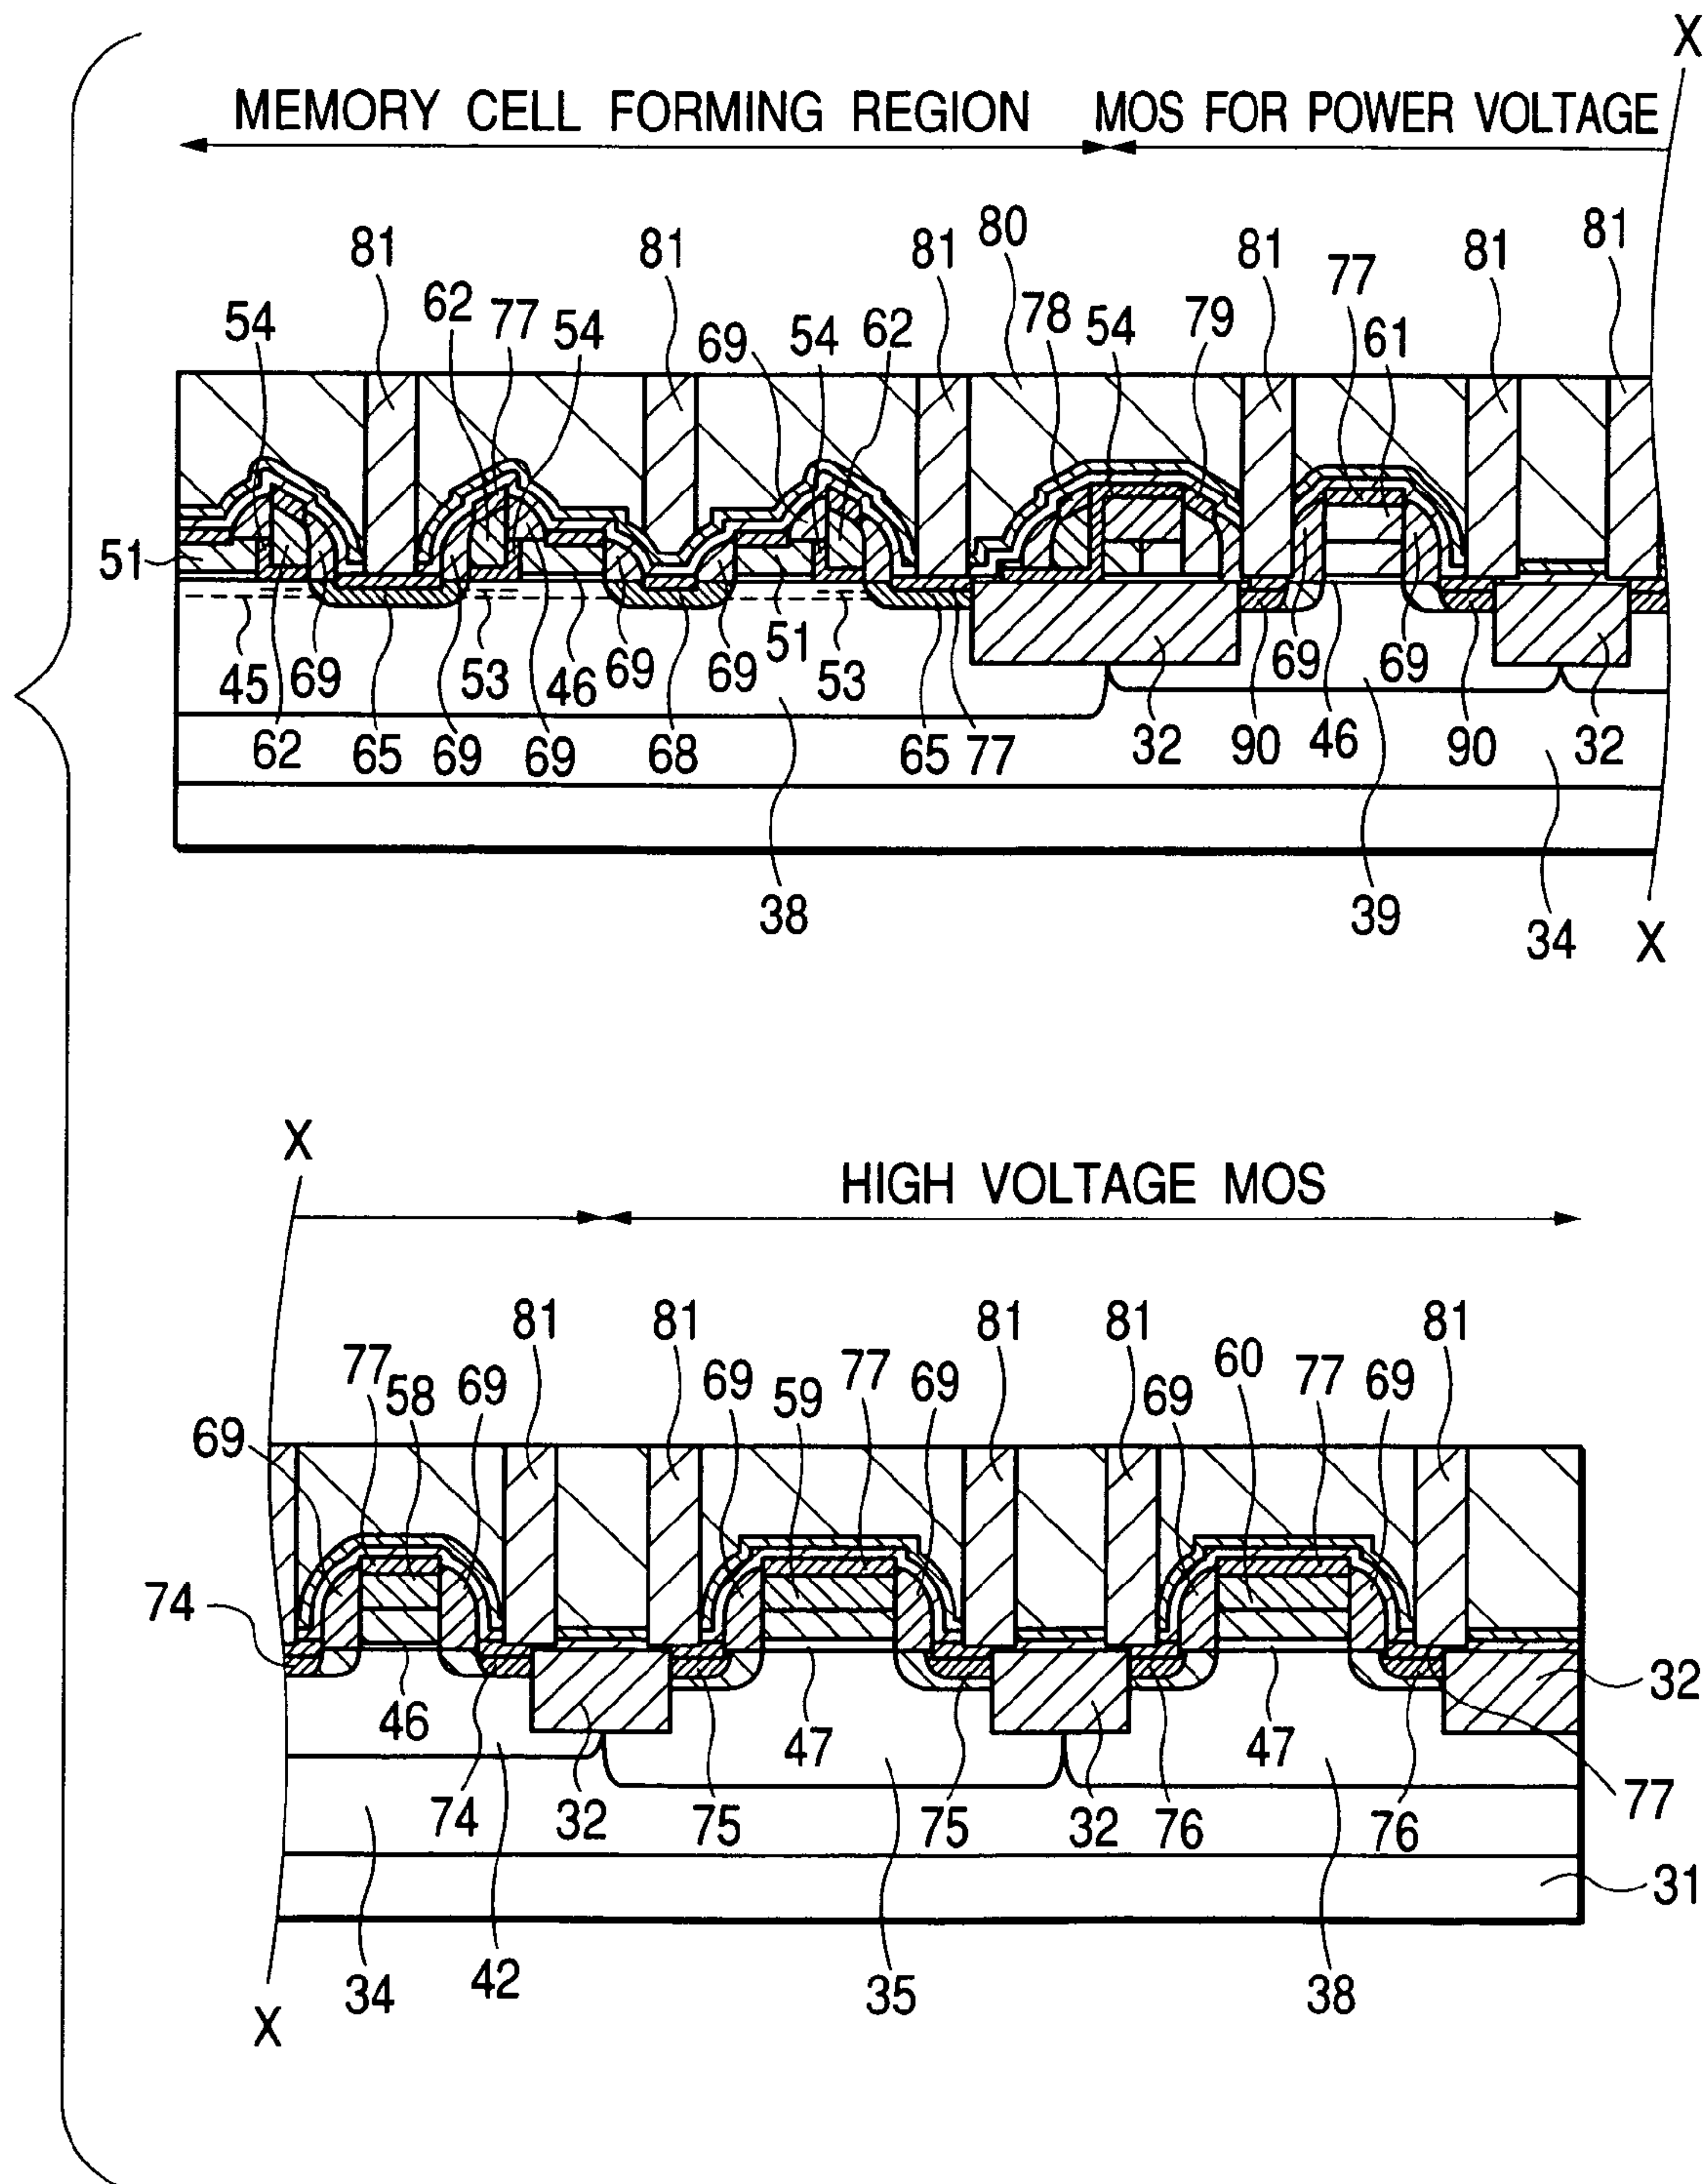 X
MEMORY CELL FORMING REGION MOS FOR POWER VOLTAGE
81 81 81 80 81 81 81
54 62 77 54 69 54 62 78 54 79 77 61
51
45 69 53 46 69 69 51 53 69 69
62 65 69 69 68 65 77 32 90 46 90 32
38 39 34 X
X
HIGH VOLTAGE MOS
81 81 81 81 81
77 58 69 69 59 77 69 69 60 77 69
69
74
46 47 47 32
74 32 75 75 32 76 76 77
31
34 42 35 38
X